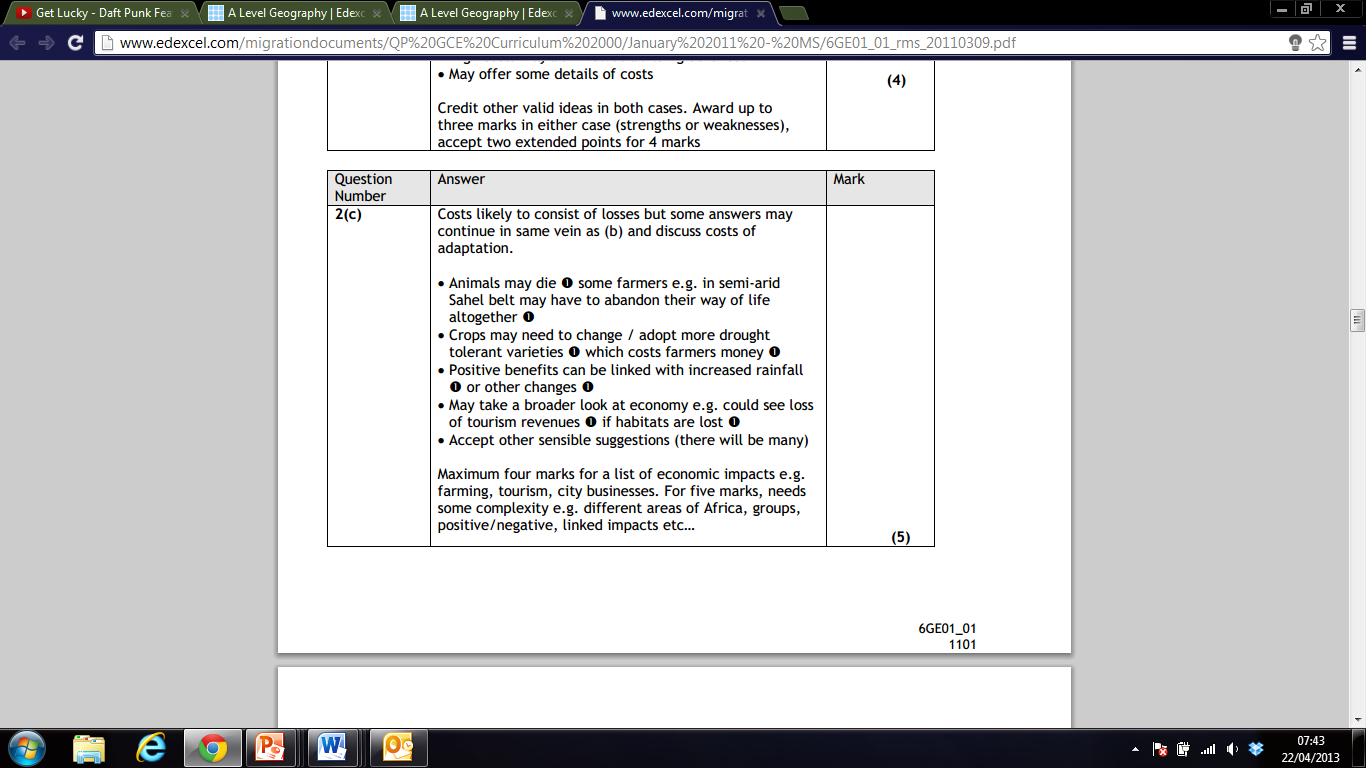 Get Lucky - Daft Punk Fea
A Level Geography | Edexc
A Level Geography | Edexc
www.edexcel.com/migrat
www.edexcel.com/migrationdocuments/QP%20GCE%20Curriculum%202000/January%202011%20-%20MS/6GE01_01_rms_20110309.pdf
• May offer some details of costs
(4)
Credit other valid ideas in both cases. Award up to
three marks in either case (strengths or weaknesses),
accept two extended points for 4 marks
Question Number
Answer
Mark
2(c)
Costs likely to consist of losses but some answers may
continue in same vein as (b) and discuss costs of
adaptation.
• Animals may die ❶ some farmers e.g. in semi-arid
Sahel belt may have to abandon their way of life
altogether ❶
• Crops may need to change / adopt more drought
tolerant varieties ❶ which costs farmers money ❶
• Positive benefits can be linked with increased rainfall
❶ or other changes ❶
• May take a broader look at economy e.g. could see loss
of tourism revenues ❶ if habitats are lost ❶
• Accept other sensible suggestions (there will be many)
Maximum four marks for a list of economic impacts e.g.
farming, tourism, city businesses. For five marks, needs
some complexity e.g. different areas of Africa, groups,
positive/negative, linked impacts etc…
(5)
6GE01_01
1101
07:43
22/04/2013